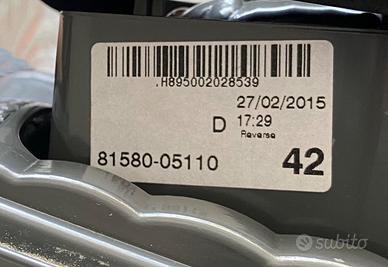 .H895002028539
27/02/2015
D 17:29
Reverse
81580-05110 42
subito